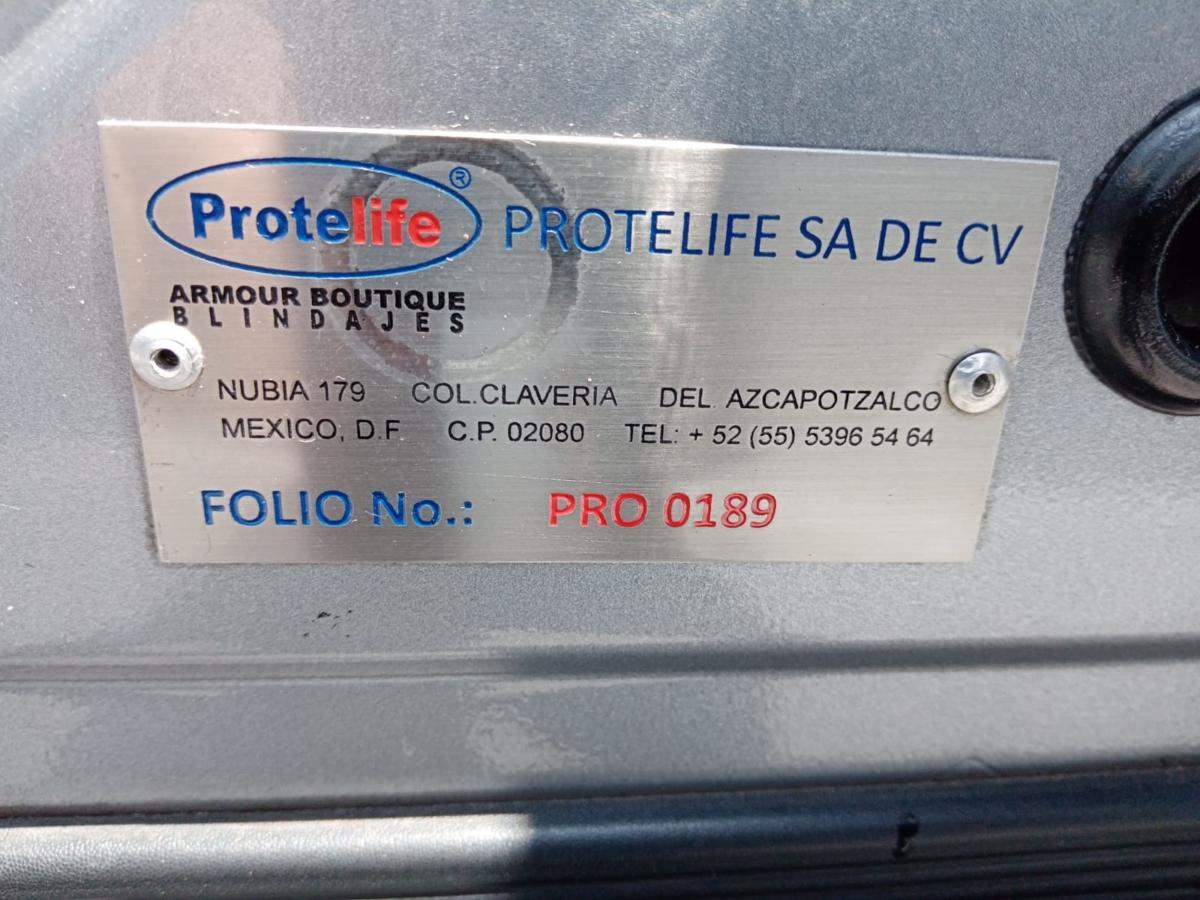 Protelife ® PROTELIFE SA DE CV
ARMOUR BOUTIQUE
BLINDAJES
NUBIA 179 COL.CLAVERIA DEL. AZCAPOTZALCO
MEXICO, D.F. C.P. 02080 TEL: + 52 (55) 5396 54 64
FOLIO No.: PRO 0189